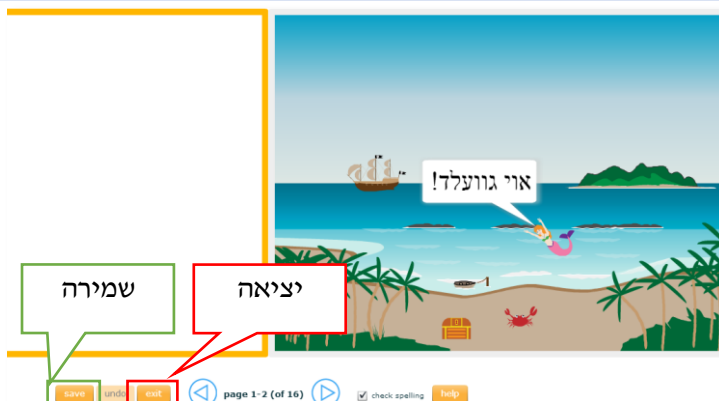 אוי גוועלד!
שמירה
יציאה
save undo exit page 1-2 (of 16) check spelling help